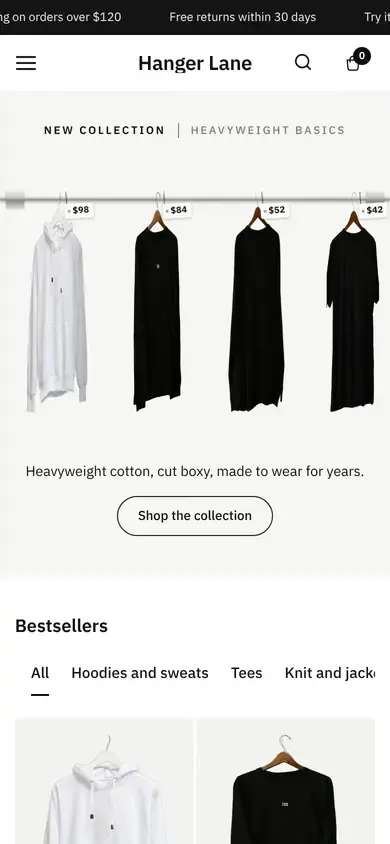 ng on orders over $120 Free returns within 30 days Try it
Hanger Lane
0
NEW COLLECTION | HEAVYWEIGHT BASICS
$98 $84 $52 $42
Heavyweight cotton, cut boxy, made to wear for years.
Shop the collection
Bestsellers
All Hoodies and sweats Tees Knit and jacke